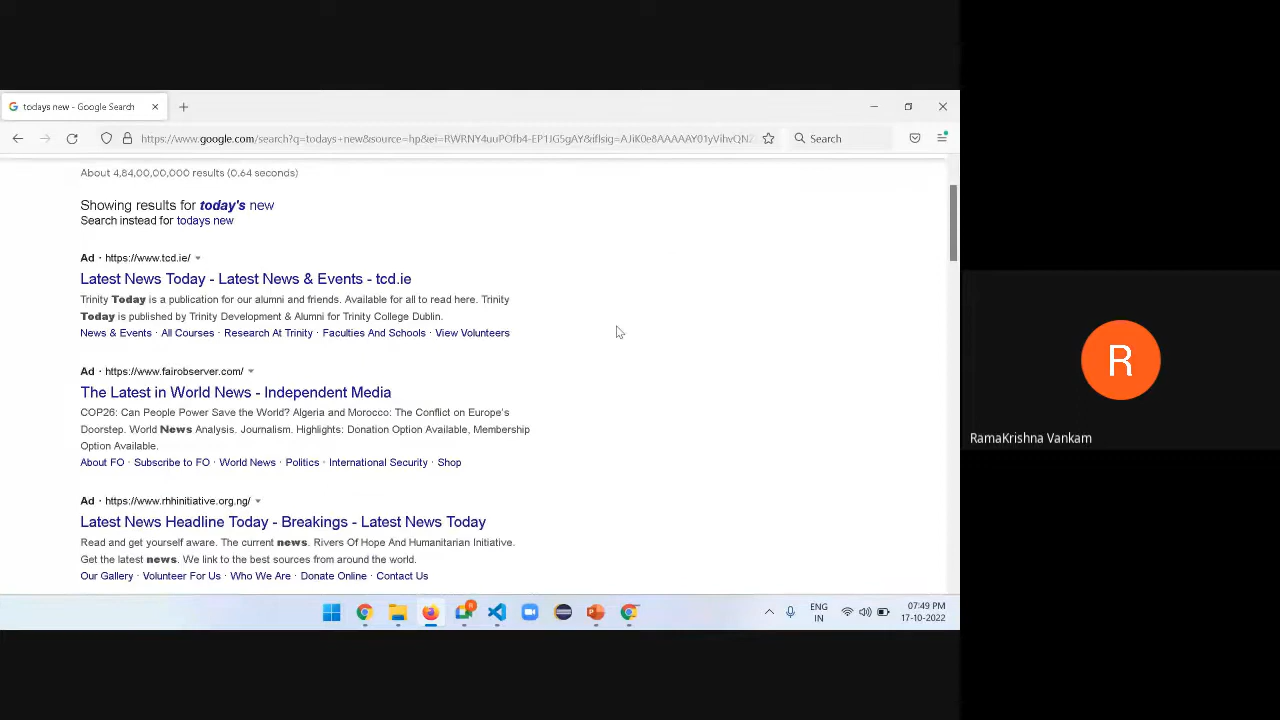 todays new - Google Search
https://www.google.com/search?q=todays+new&source=hp&ei=RWRNY4uuPOfb4-EP1JG5gAY&iflsig=AJiK0e8AAAAAY01yVihvQN
Search
About 4,84,00,00,000 results (0.64 seconds)
Showing results for today's new
Search instead for todays new
Ad · https://www.tcd.ie/
Latest News Today - Latest News & Events - tcd.ie
Trinity Today is a publication for our alumni and friends. Available for all to read here. Trinity
Today is published by Trinity Development & Alumni for Trinity College Dublin.
News & Events · All Courses · Research At Trinity · Faculties And Schools · View Volunteers
Ad · https://www.fairobserver.com/
The Latest in World News - Independent Media
COP26: Can People Power Save the World? Algeria and Morocco: The Conflict on Europe's
Doorstep. World News Analysis. Journalism. Highlights: Donation Option Available, Membership
Option Available.
About FO · Subscribe to FO · World News · Politics · International Security · Shop
Ad · https://www.rhhinitiative.org.ng/
Latest News Headline Today - Breakings - Latest News Today
Read and get yourself aware. The current news. Rivers Of Hope And Humanitarian Initiative.
Get the latest news. We link to the best sources from around the world.
Our Gallery · Volunteer For Us · Who We Are · Donate Online · Contact Us
ENG
IN
07:49 PM
17-10-2022
R
RamaKrishna Vankam